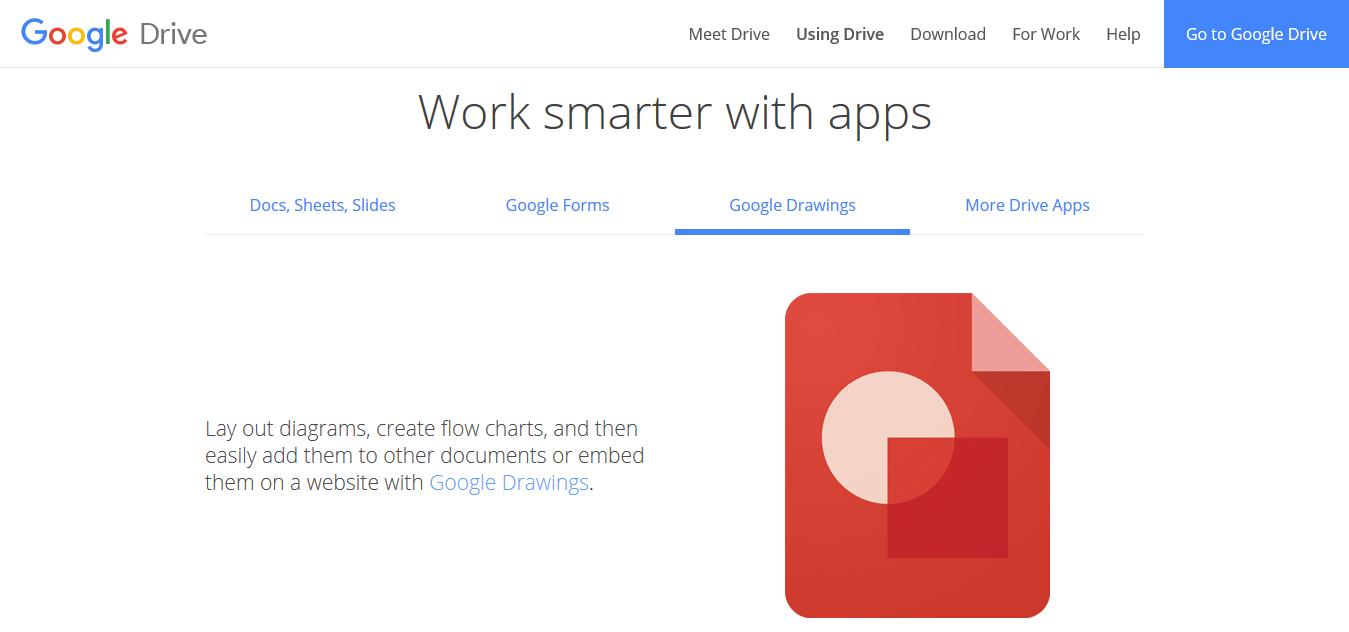 Google Drive
Meet Drive Using Drive Download For Work Help Go to Google Drive
Work smarter with apps
Docs, Sheets, Slides Google Forms Google Drawings More Drive Apps
Lay out diagrams, create flow charts, and then
easily add them to other documents or embed
them on a website with Google Drawings.